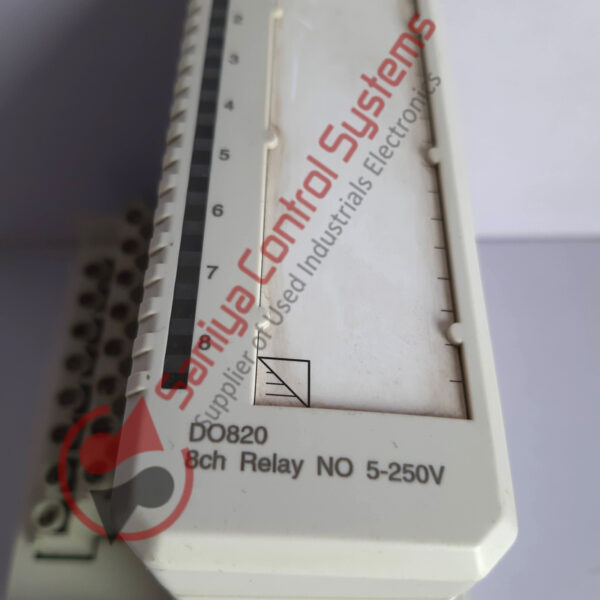 2
3
4
5
6
7
8
Saniya Control Systems
Supplier of Used Industrials Electronics
DO820
8ch Relay NO 5-250V